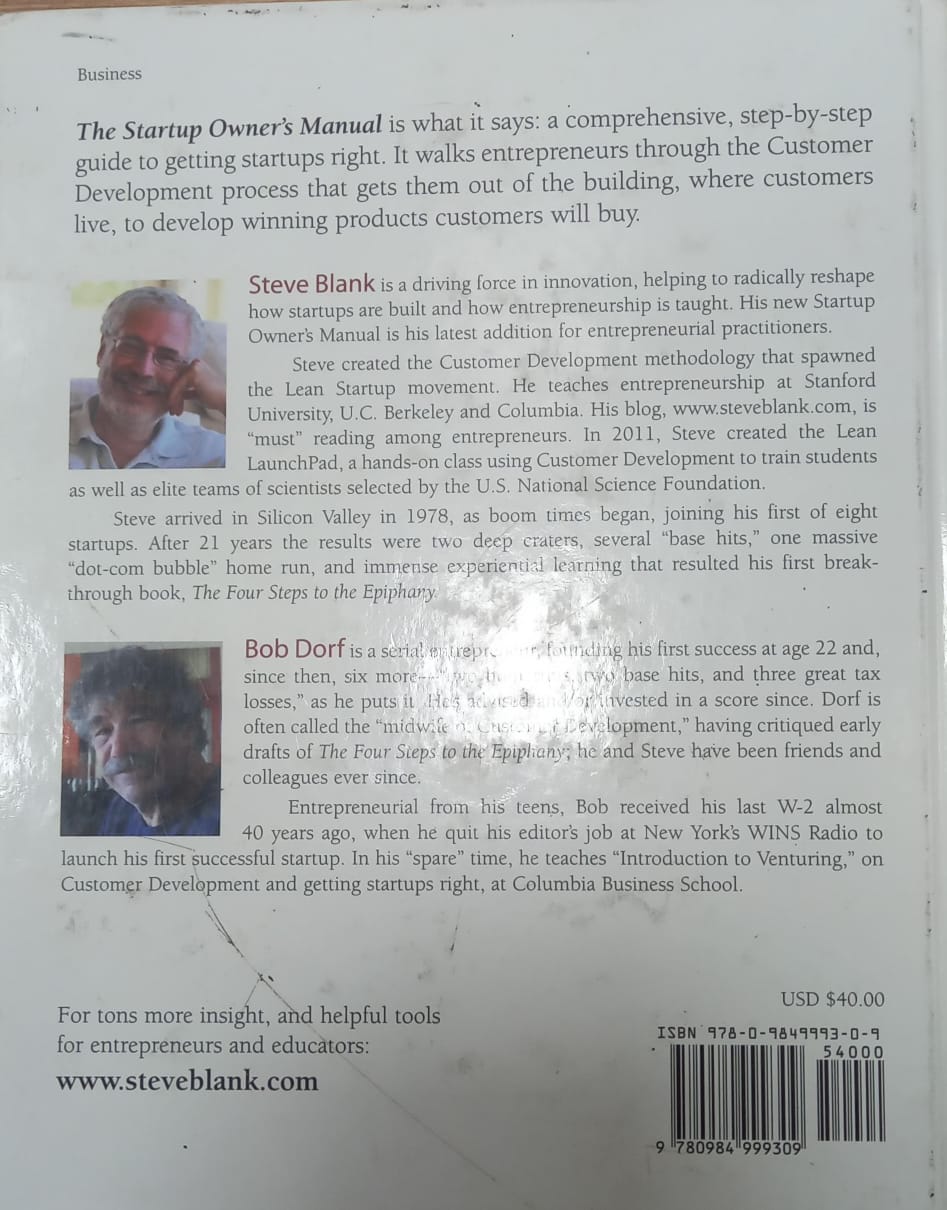 Business
The Startup Owner's Manual is what it says: a comprehensive, step-by-step
guide to getting startups right. It walks entrepreneurs through the Customer
Development process that gets them out of the building, where customers
live, to develop winning products customers will buy.
Steve Blank is a driving force in innovation, helping to radically reshape
how startups are built and how entrepreneurship is taught. His new Startup
Owner's Manual is his latest addition for entrepreneurial practitioners.
Steve created the Customer Development methodology that spawned
the Lean Startup movement. He teaches entrepreneurship at Stanford
University, U.C. Berkeley and Columbia. His blog, www.steveblank.com, is
“must” reading among entrepreneurs. In 2011, Steve created the Lean
LaunchPad, a hands-on class using Customer Development to train students
as well as elite teams of scientists selected by the U.S. National Science Foundation.
Steve arrived in Silicon Valley in 1978, as boom times began, joining his first of eight
startups. After 21 years the results were two deep craters, several “base hits,” one massive
“dot-com bubble” home run, and immense experiential learning that resulted his first break-
through book, The Four Steps to the Epiphany.
Bob Dorf is a serial entrepreneur, founding his first success at age 22 and,
since then, six more—“two home runs, two base hits, and three great tax
losses,” as he puts it. He's advised and/or invested in a score since. Dorf is
often called the “midwife of Customer Development,” having critiqued early
drafts of The Four Steps to the Epiphany; he and Steve have been friends and
colleagues ever since.
Entrepreneurial from his teens, Bob received his last W-2 almost
40 years ago, when he quit his editor's job at New York's WINS Radio to
launch his first successful startup. In his “spare” time, he teaches “Introduction to Venturing,” on
Customer Development and getting startups right, at Columbia Business School.
For tons more insight, and helpful tools
for entrepreneurs and educators:
www.steveblank.com
USD $40.00
ISBN 978-0-9849993-0-9
54000
9 780984 999309